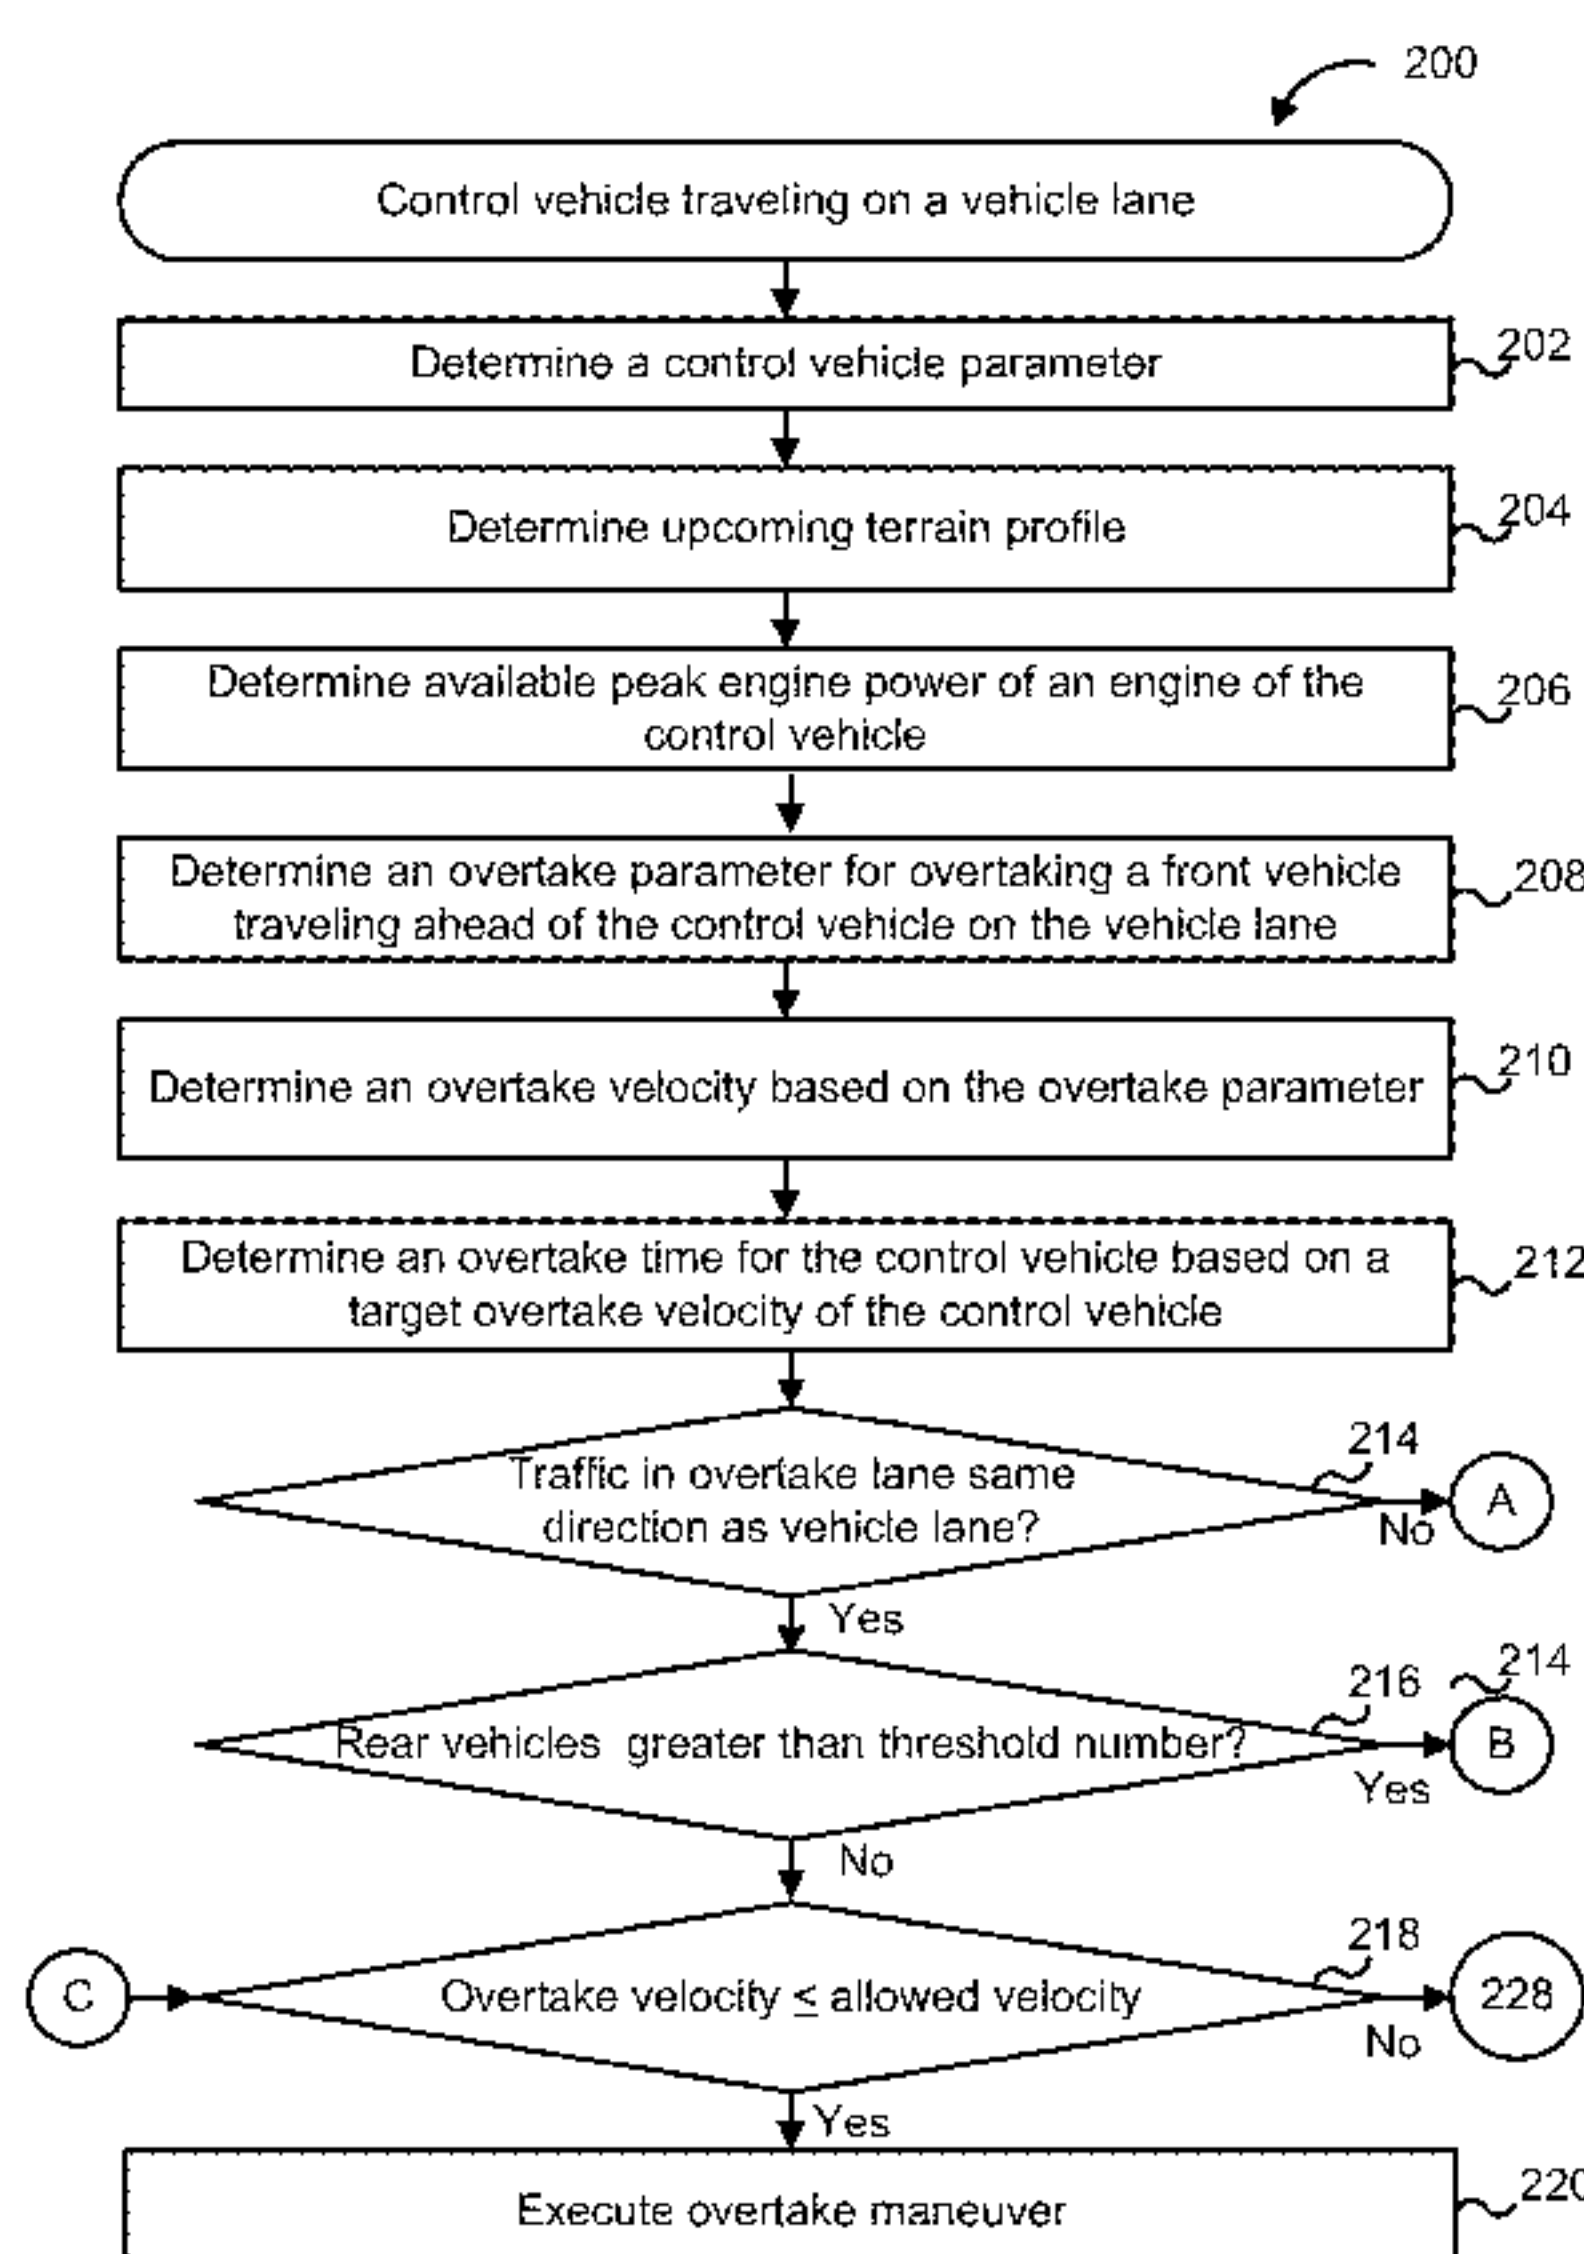 200
Control vehicle traveling on a vehicle lane
Determine a control vehicle parameter
202
Determine upcoming terrain profile
204
Determine available peak engine power of an engine of the
control vehicle
206
Determine an overtake parameter for overtaking a front vehicle
traveling ahead of the control vehicle on the vehicle lane
208
Determine an overtake velocity based on the overtake parameter
210
Determine an overtake time for the control vehicle based on a
target overtake velocity of the control vehicle
212
Traffic in overtake lane same
direction as vehicle lane?
214
A
No
Yes
Rear vehicles greater than threshold number?
216
214
B
Yes
No
C
Overtake velocity ≤ allowed velocity
218
228
No
Yes
Execute overtake maneuver
220